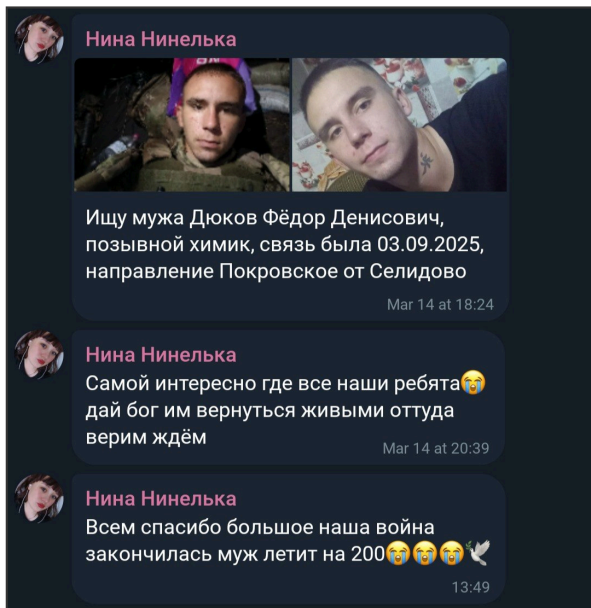 Нина Нинелька
Ищу мужа Дюков Фёдор Денисович,
позывной химик, связь была 03.09.2025,
направление Покровское от Селидово
Mar 14 at 18:24
Нина Нинелька
Самой интересно где все наши ребята😭
дай бог им вернуться живыми оттуда
верим ждём
Mar 14 at 20:39
Нина Нинелька
Всем спасибо большое наша война
закончилась муж летит на 200😭😭😭🕊️
13:49